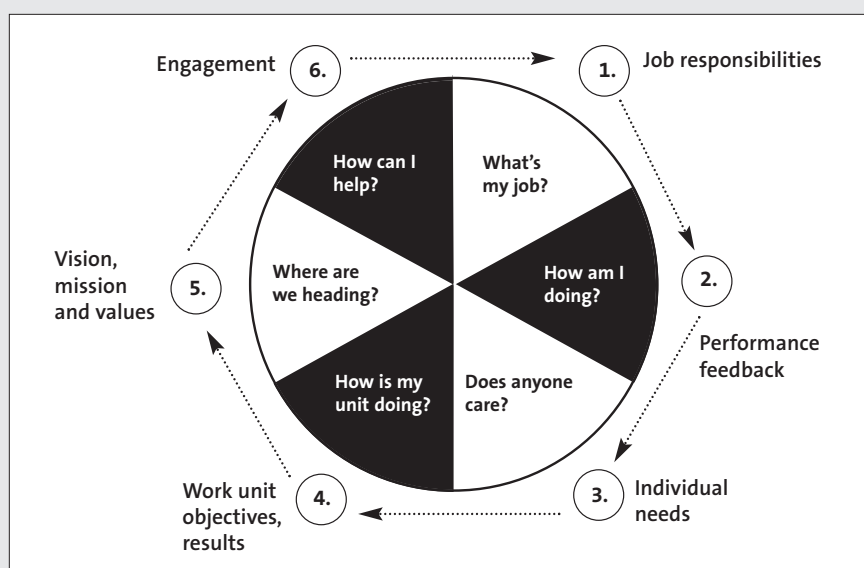 Engagement
6.
1.
Job responsibilities
How can I
help?
What's
my job?
Vision,
mission
and values
5.
Where are
we heading?
How am I
doing?
2.
Performance
feedback
How is my
unit doing?
Does anyone
care?
Work unit
objectives,
results
4.
3.
Individual
needs